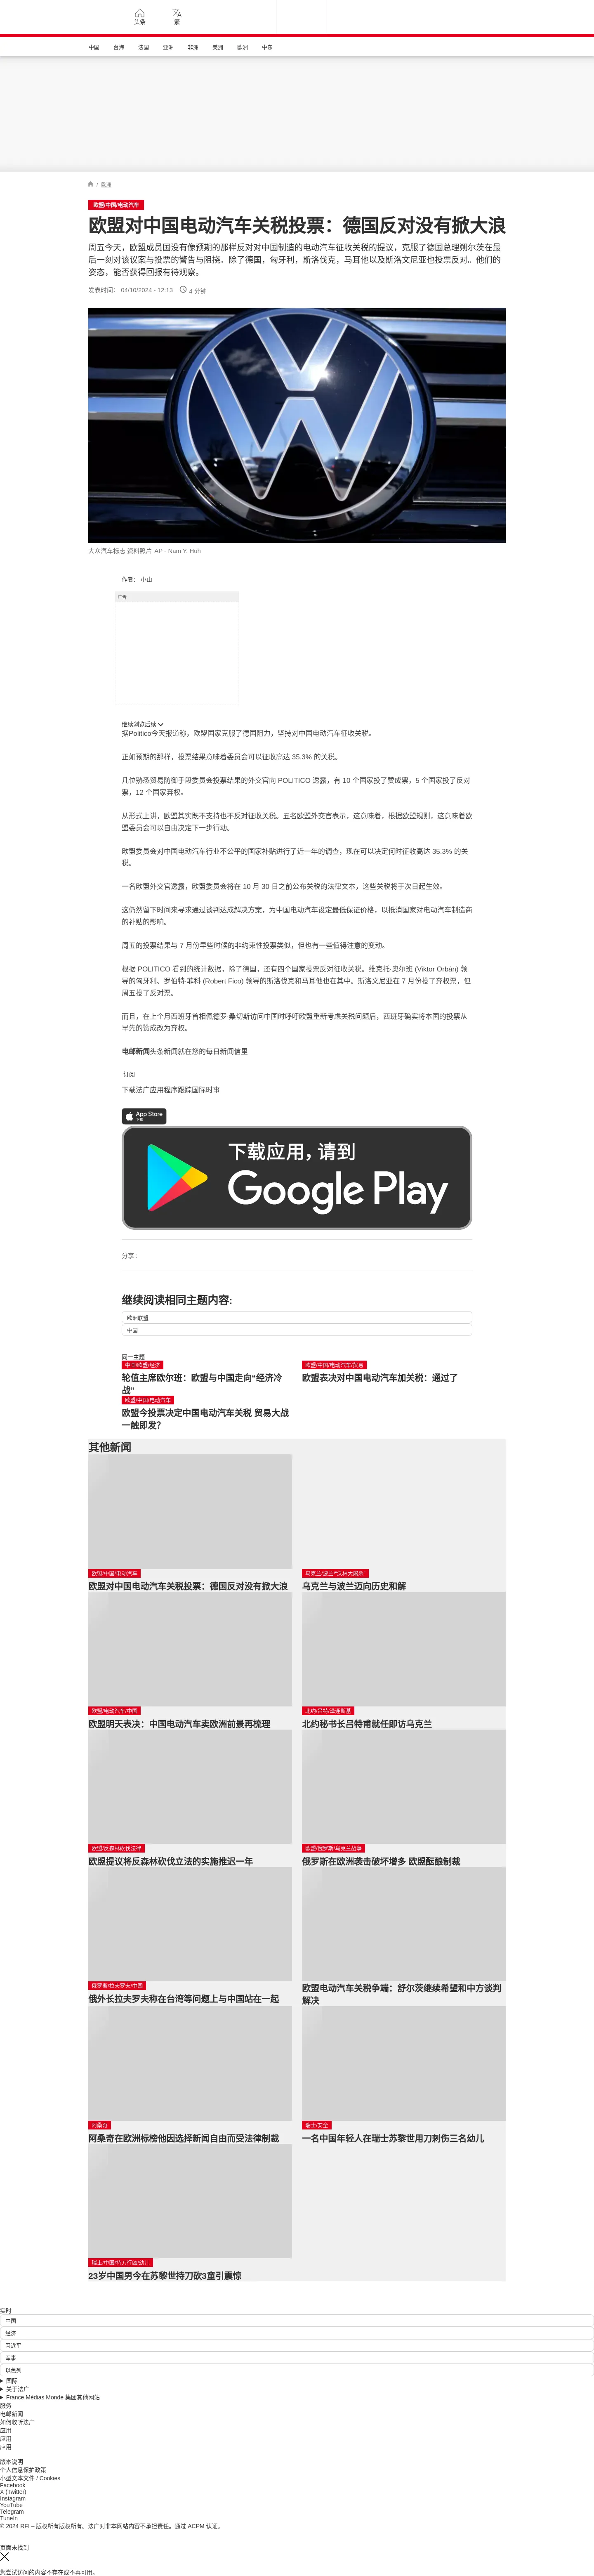 头条
繁
中国
台海
法国
亚洲
非洲
美洲
欧洲
中东
/ 欧洲
欧盟/中国/电动汽车
欧盟对中国电动汽车关税投票：德国反对没有掀大浪
周五今天，欧盟成员国没有像预期的那样反对对中国制造的电动汽车征收关税的提议，克服了德国总理朔尔茨在最
后一刻对该议案与投票的警告与阻挠。除了德国，匈牙利，斯洛伐克，马耳他以及斯洛文尼亚也投票反对。他们的
姿态，能否获得回报有待观察。
发表时间： 04/10/2024 - 12:13
4 分钟
大众汽车标志 资料照片 AP - Nam Y. Huh
作者： 小山
广告
继续浏览后续
据Politico今天报道称，欧盟国家克服了德国阻力，坚持对中国电动汽车征收关税。
正如预期的那样，投票结果意味着委员会可以征收高达 35.3% 的关税。
几位熟悉贸易防御手段委员会投票结果的外交官向 POLITICO 透露，有 10 个国家投了赞成票，5 个国家投了反对
票，12 个国家弃权。
从形式上讲，欧盟其实既不支持也不反对征收关税。五名欧盟外交官表示，这意味着，根据欧盟规则，这意味着欧
盟委员会可以自由决定下一步行动。
欧盟委员会对中国电动汽车行业不公平的国家补贴进行了近一年的调查，现在可以决定何时征收高达 35.3% 的关
税。
一名欧盟外交官透露，欧盟委员会将在 10 月 30 日之前公布关税的法律文本，这些关税将于次日起生效。
这仍然留下时间来寻求通过谈判达成解决方案，为中国电动汽车设定最低保证价格，以抵消国家对电动汽车制造商
的补贴的影响。
周五的投票结果与 7 月份早些时候的非约束性投票类似，但也有一些值得注意的变动。
根据 POLITICO 看到的统计数据，除了德国，还有四个国家投票反对征收关税。维克托·奥尔班 (Viktor Orbán) 领
导的匈牙利、罗伯特·菲科 (Robert Fico) 领导的斯洛伐克和马耳他也在其中。斯洛文尼亚在 7 月份投了弃权票，但
周五投了反对票。
而且，在上个月西班牙首相佩德罗·桑切斯访问中国时呼吁欧盟重新考虑关税问题后，西班牙确实将本国的投票从
早先的赞成改为弃权。
电邮新闻头条新闻就在您的每日新闻信里
订阅
下载法广应用程序跟踪国际时事
App Store
下载
下载应用，请到
Google Play
分享 :
继续阅读相同主题内容:
欧洲联盟
中国
同一主题
中国/欧盟/经济
轮值主席欧尔班：欧盟与中国走向"经济冷
战"
欧盟/中国/电动汽车/贸易
欧盟表决对中国电动汽车加关税：通过了
欧盟/中国/电动汽车
欧盟今投票决定中国电动汽车关税 贸易大战
一触即发?
其他新闻
欧盟/中国/电动汽车
欧盟对中国电动汽车关税投票：德国反对没有掀大浪
乌克兰/波兰/“沃林大屠杀”
乌克兰与波兰迈向历史和解
欧盟/电动汽车/中国
欧盟明天表决：中国电动汽车卖欧洲前景再梳理
北约/吕特/泽连斯基
北约秘书长吕特甫就任即访乌克兰
欧盟/反森林砍伐法律
欧盟提议将反森林砍伐立法的实施推迟一年
欧盟/俄罗斯/乌克兰战争
俄罗斯在欧洲袭击破坏增多 欧盟酝酿制裁
俄罗斯/拉夫罗夫/中国
俄外长拉夫罗夫称在台湾等问题上与中国站在一起
欧盟电动汽车关税争端：舒尔茨继续希望和中方谈判
解决
阿桑奇
阿桑奇在欧洲标榜他因选择新闻自由而受法律制裁
瑞士/安全
一名中国年轻人在瑞士苏黎世用刀刺伤三名幼儿
瑞士/中国/持刀行凶/幼儿
23岁中国男今在苏黎世持刀砍3童引震惊
实时
中国
经济
习近平
军事
以色列
国际
关于法广
France Médias Monde 集团其他网站
服务
电邮新闻
如何收听法广
应用
应用
应用
版本说明
个人信息保护政策
小型文本文件 / Cookies
Facebook
X (Twitter)
Instagram
YouTube
Telegram
TuneIn
© 2024 RFI – 版权所有版权所有。法广对非本网站内容不承担责任。通过 ACPM 认证。
页面未找到
您尝试访问的内容不存在或不再可用。